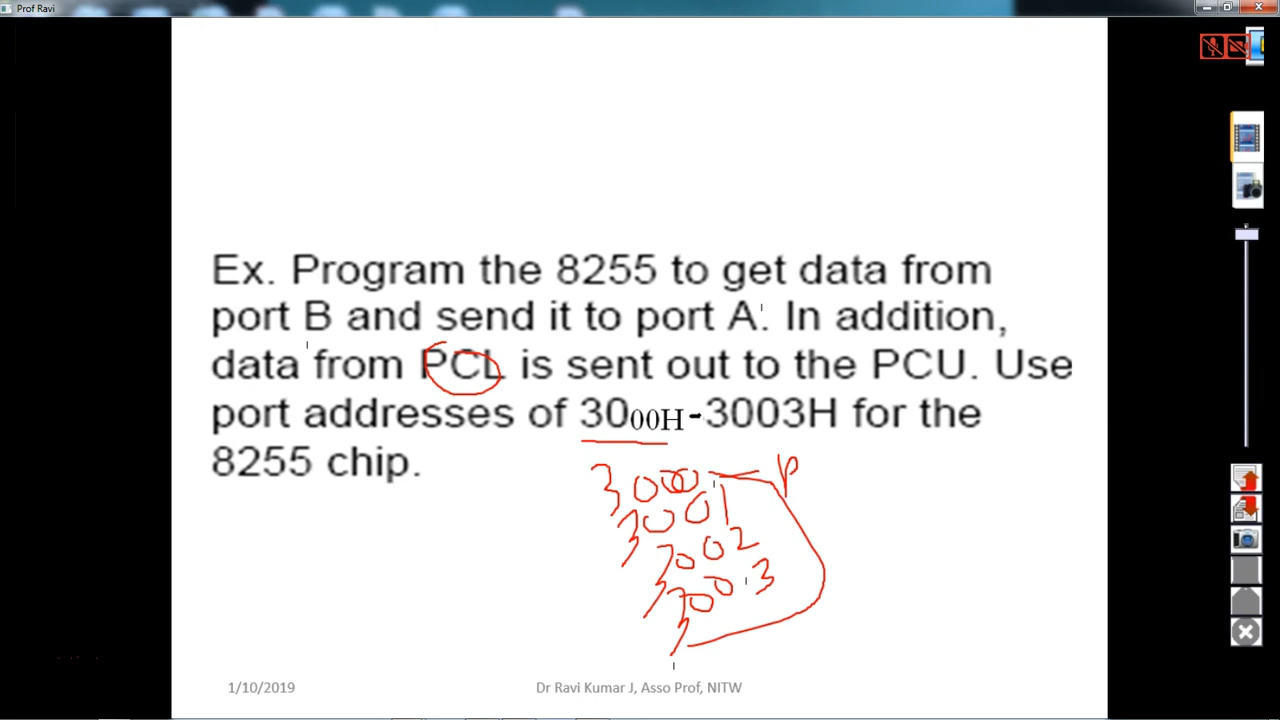 Prof Ravi
Ex. Program the 8255 to get data from
port B and send it to port A. In addition,
data from PCL is sent out to the PCU. Use
port addresses of 3000H-3003H for the
8255 chip.
3000 P
3001
3002
3003
1/10/2019 Dr Ravi Kumar J, Asso Prof, NITW